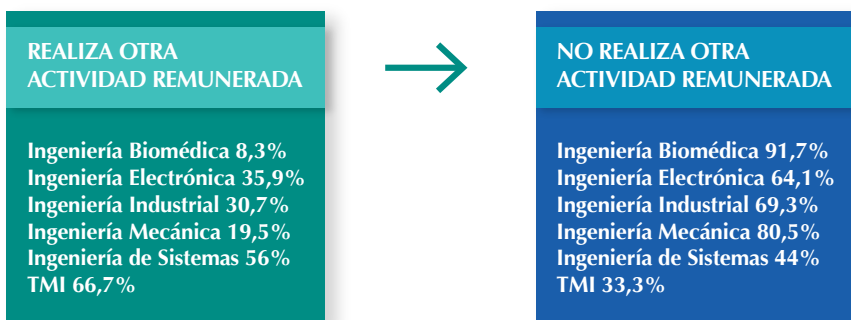 REALIZA OTRA
ACTIVIDAD REMUNERADA
Ingeniería Biomédica 8,3%
Ingeniería Electrónica 35,9%
Ingeniería Industrial 30,7%
Ingeniería Mecánica 19,5%
Ingeniería de Sistemas 56%
TMI 66,7%
NO REALIZA OTRA
ACTIVIDAD REMUNERADA
Ingeniería Biomédica 91,7%
Ingeniería Electrónica 64,1%
Ingeniería Industrial 69,3%
Ingeniería Mecánica 80,5%
Ingeniería de Sistemas 44%
TMI 33,3%